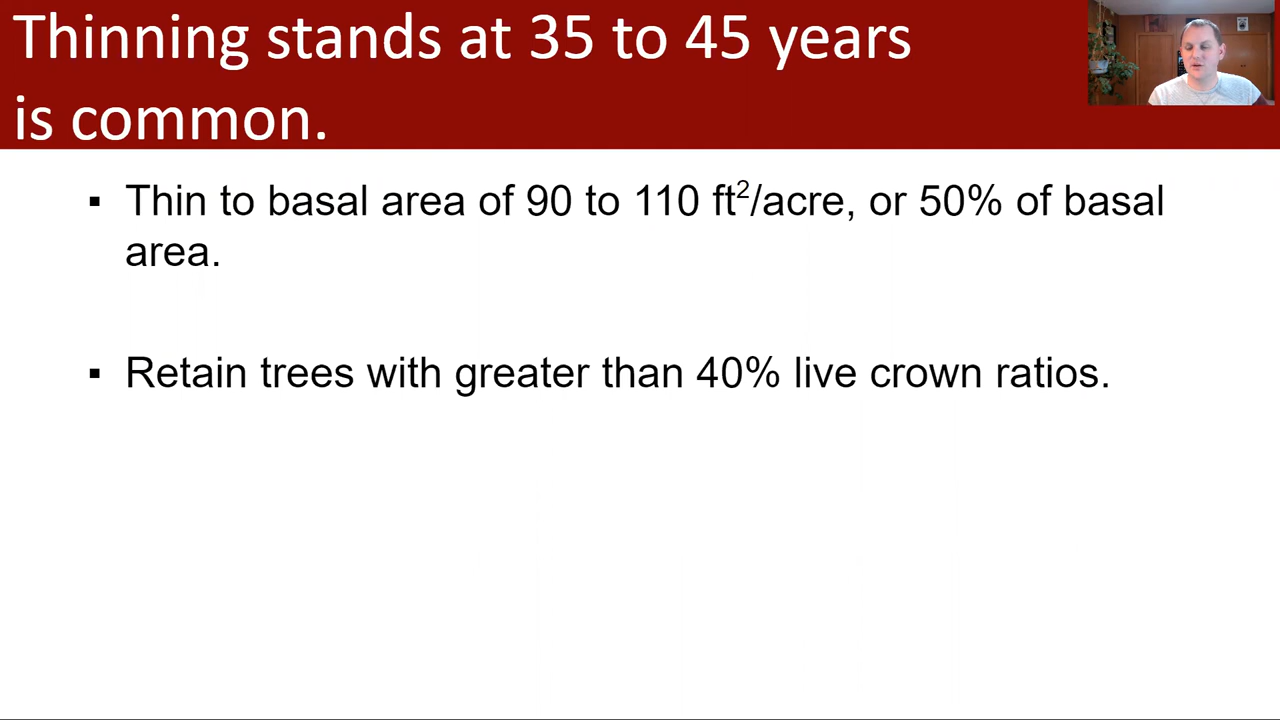 Thinning stands at 35 to 45 years
is common.
▪ Thin to basal area of 90 to 110 ft²/acre, or 50% of basal
area.
▪ Retain trees with greater than 40% live crown ratios.